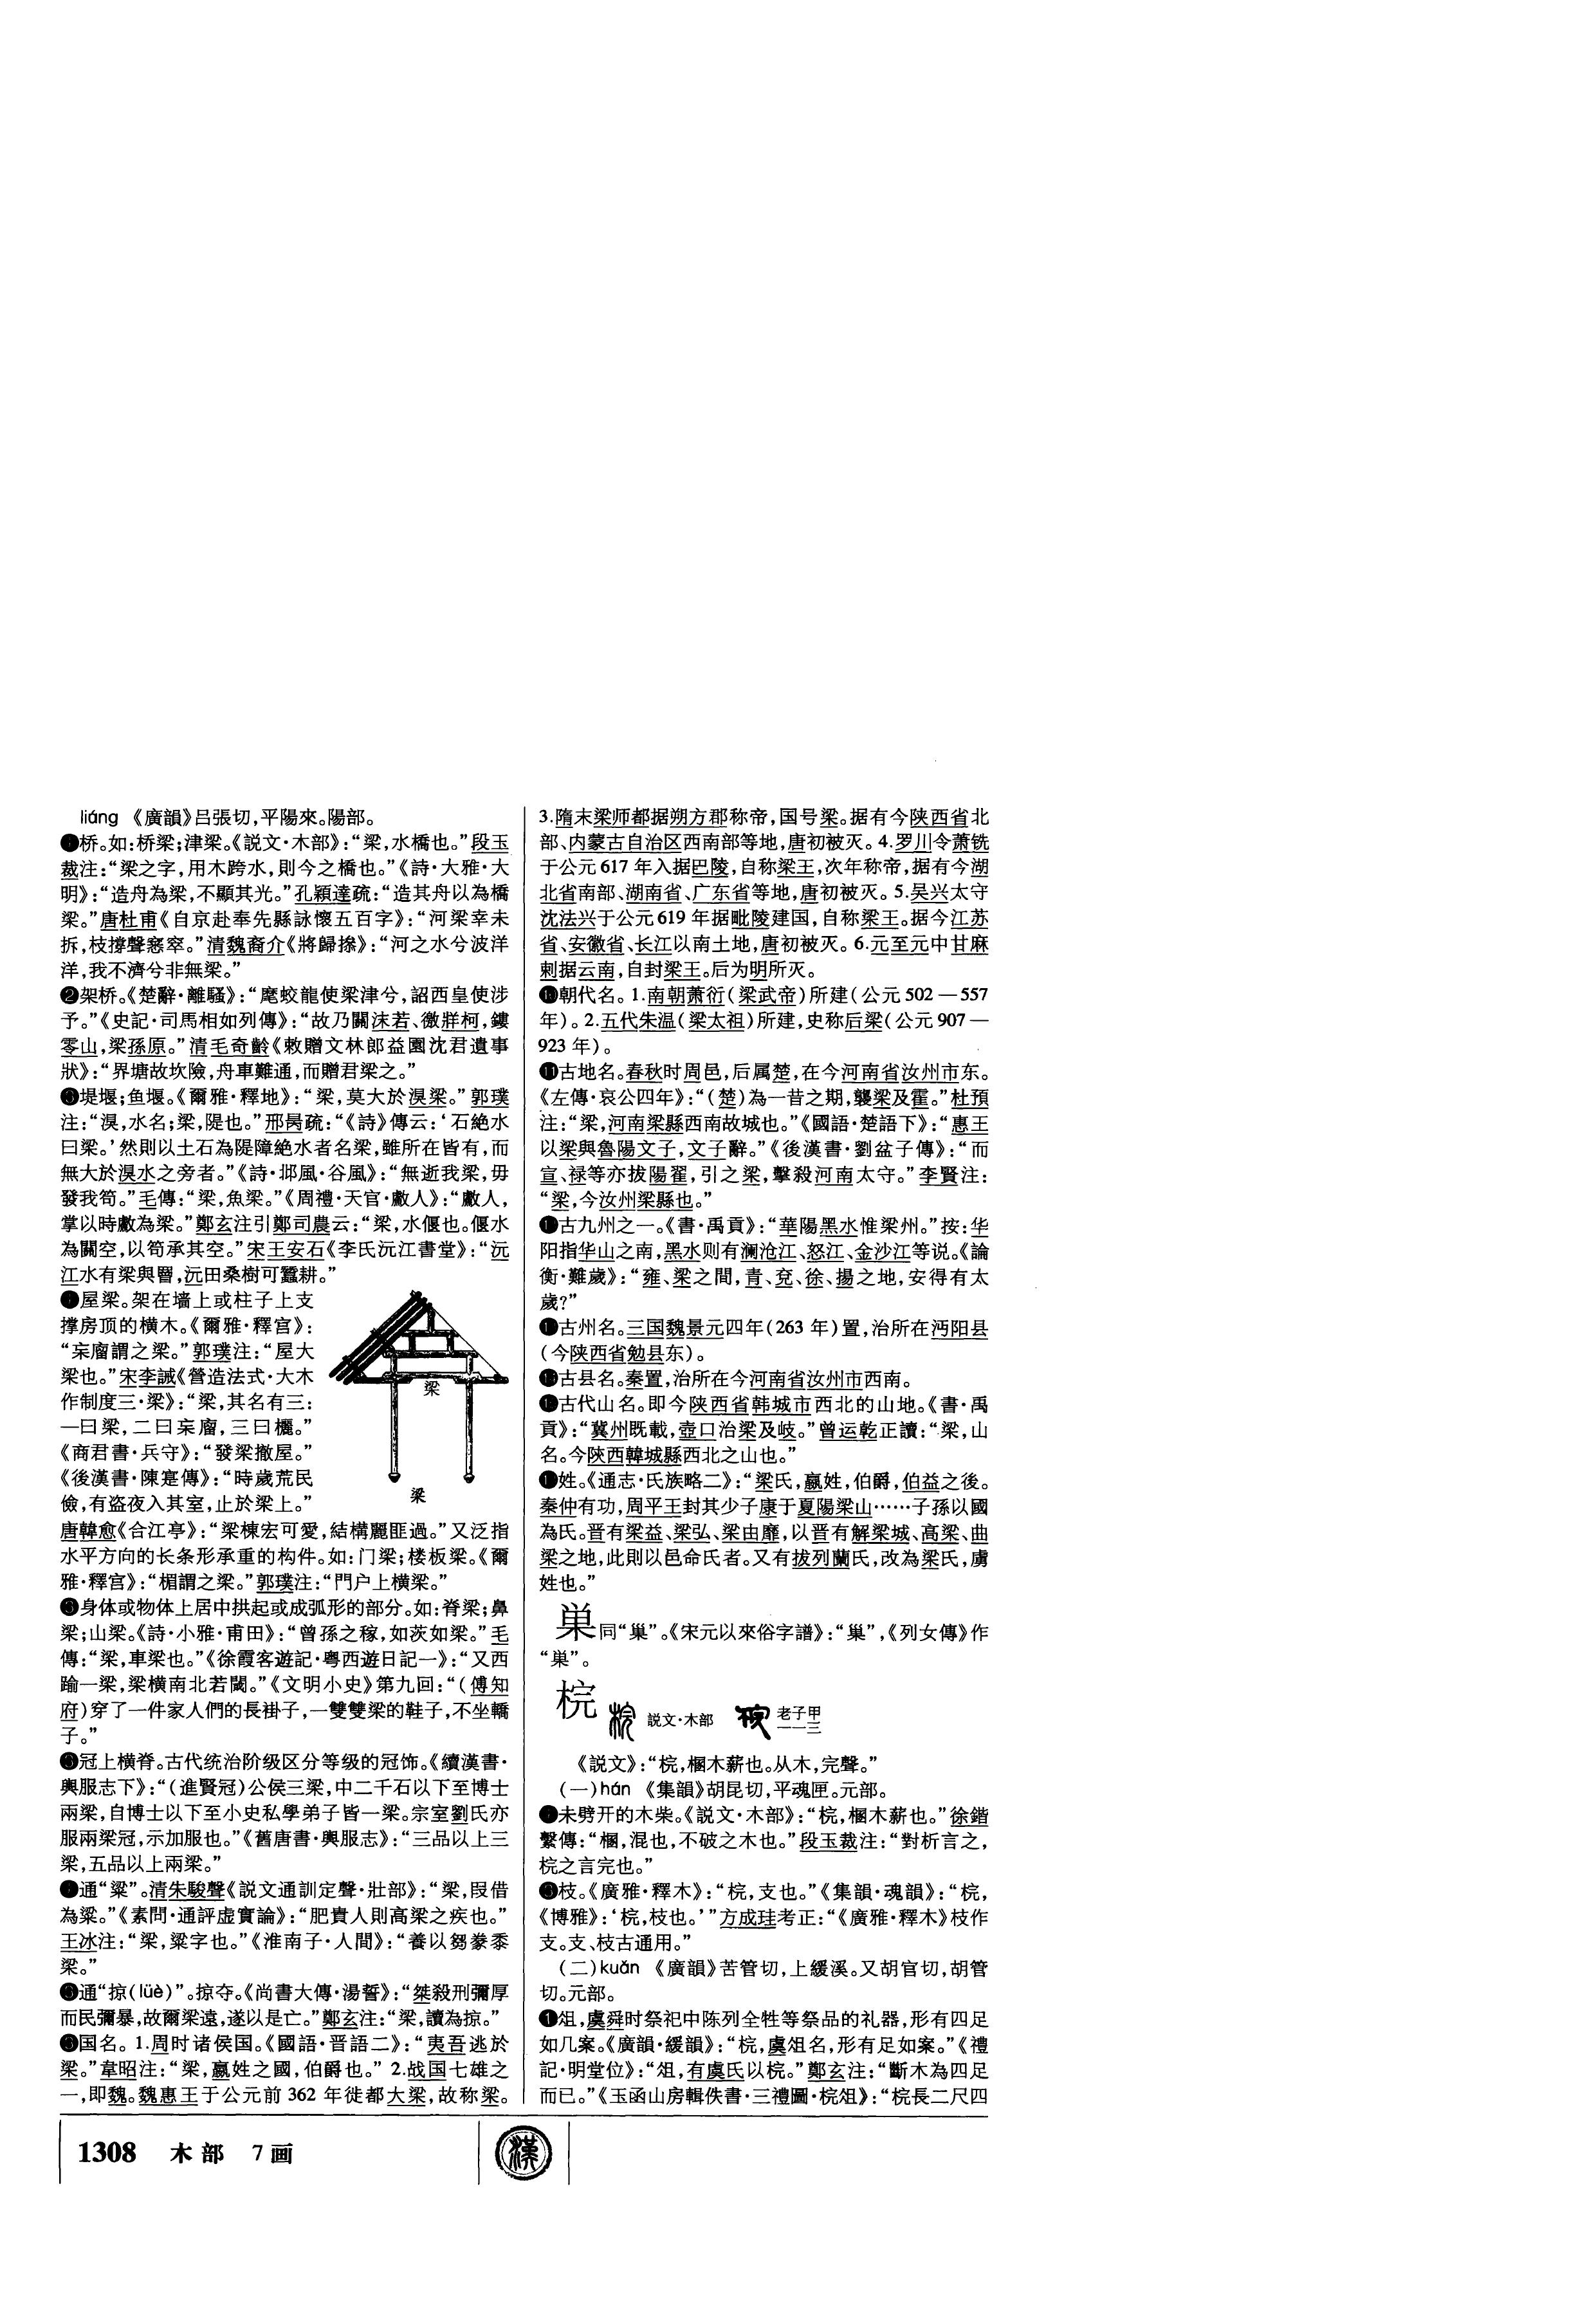 liáng 《廣韻》吕張切,平陽來。陽部。
❶桥。如:桥梁;津梁。《説文·木部》:“梁,水橋也。”段玉
裁注:“梁之字,用木跨水,則今之橋也。”《詩·大雅·大
明》:“造舟為梁,不顯其光。”孔穎達疏:“造其舟以為橋
梁。”唐杜甫《自京赴奉先縣詠懷五百字》:“河梁幸未
拆,枝撐聲窸窣。”清魏裔介《將歸操》:“河之水兮波洋
洋,我不濟兮非無梁。”
❷架桥。《楚辭·離騷》:“麾蛟龍使梁津兮,詔西皇使涉
予。”《史記·司馬相如列傳》:“故乃關沫若、徼牂柯,鏤
零山,梁孫原。”清毛奇齡《敕贈文林郎益園沈君遺事
狀》:“界塘故坎險,舟車難通,而贈君梁之。”
❸堤堰;鱼堰。《爾雅·釋地》:“梁,莫大於湨梁。”郭璞
注:“湨,水名;梁,隄也。”邢昺疏:“《詩》傳云:‘石絶水
曰梁。’然則以土石為隄障絶水者名梁,雖所在皆有,而
無大於湨水之旁者。”《詩·邶風·谷風》:“無逝我梁,毋
發我笱。”毛傳:“梁,魚梁。”《周禮·天官·䱷人》:“䱷人,
掌以時䱷為梁。”鄭玄注引鄭司農云:“梁,水偃也。偃水
為關空,以笱承其空。”宋王安石《李氏沅江書堂》:“沅
江水有梁與罾,沅田桑樹可蠶耕。”
❹屋梁。架在墙上或柱子上支
撑房顶的横木。《爾雅·釋宫》:
“杗廇謂之梁。”郭璞注:“屋大
梁也。”宋李誡《營造法式·大木
作制度三·梁》:“梁,其名有三:
一曰梁,二曰杗廇,三曰欐。”
《商君書·兵守》:“發梁撤屋。”
《後漢書·陳寔傳》:“時歲荒民
儉,有盗夜入其室,止於梁上。”
梁
梁
唐韓愈《合江亭》:“梁棟宏可愛,結構麗匪過。”又泛指
水平方向的长条形承重的构件。如:门梁;楼板梁。《爾
雅·釋宫》:“楣謂之梁。”郭璞注:“門户上横梁。”
❺身体或物体上居中拱起或成弧形的部分。如:脊梁;鼻
梁;山梁。《詩·小雅·甫田》:“曾孫之稼,如茨如梁。”毛
傳:“梁,車梁也。”《徐霞客遊記·粵西遊日記一》:“又西
踰一梁,梁横南北若閾。”《文明小史》第九回:“(傅知
府)穿了一件家人們的長褂子,一雙雙梁的鞋子,不坐轎
子。”
❻冠上横脊。古代统治阶级区分等级的冠饰。《續漢書·
輿服志下》:“(進賢冠)公侯三梁,中二千石以下至博士
兩梁,自博士以下至小史私學弟子皆一梁。宗室劉氏亦
服兩梁冠,示加服也。”《舊唐書·輿服志》:“三品以上三
梁,五品以上兩梁。”
❼通“粱”。清朱駿聲《説文通訓定聲·壯部》:“梁,叚借
為粱。”《素問·通評虚實論》:“肥貴人則高梁之疾也。”
王冰注:“梁,粱字也。”《淮南子·人間》:“養以芻豢黍
梁。”
❽通“掠(lüè)”。掠夺。《尚書大傳·湯誓》:“桀殺刑彌厚
而民彌暴,故爾梁遠,遂以是亡。”鄭玄注:“梁,讀為掠。”
❾国名。1.周时诸侯国。《國語·晋語二》:“夷吾逃於
梁。”韋昭注:“梁,嬴姓之國,伯爵也。” 2.战国七雄之
一,即魏。魏惠王于公元前 362 年徙都大梁,故称梁。
3.隋末梁师都据朔方郡称帝,国号梁。据有今陕西省北
部、内蒙古自治区西南部等地,唐初被灭。4.罗川令萧铣
于公元617年入据巴陵,自称梁王,次年称帝,据有今湖
北省南部、湖南省、广东省等地,唐初被灭。5.吴兴太守
沈法兴于公元619年据毗陵建国,自称梁王。据今江苏
省、安徽省、长江以南土地,唐初被灭。6.元至元中甘麻
剌据云南,自封梁王。后为明所灭。
❿朝代名。1.南朝萧衍(梁武帝)所建(公元502—557
年)。2.五代朱温(梁太祖)所建,史称后梁(公元907—
923年)。
⓫古地名。春秋时周邑,后属楚,在今河南省汝州市东。
《左傳·哀公四年》:“(楚)為一昔之期,襲梁及霍。”杜預
注:“梁,河南梁縣西南故城也。”《國語·楚語下》:“惠王
以梁與魯陽文子,文子辭。”《後漢書·劉盆子傳》:“而
宣、禄等亦拔陽翟,引之梁,擊殺河南太守。”李賢注:
“梁,今汝州梁縣也。”
⓬古九州之一。《書·禹貢》:“華陽黑水惟梁州。”按:华
阳指华山之南,黑水则有澜沧江、怒江、金沙江等说。《論
衡·難歲》:“雍、梁之間,青、兗、徐、揚之地,安得有太
歲?”
⓭古州名。三国魏景元四年(263年)置,治所在沔阳县
(今陕西省勉县东)。
⓮古县名。秦置,治所在今河南省汝州市西南。
⓯古代山名。即今陕西省韩城市西北的山地。《書·禹
貢》:“冀州既載,壺口治梁及岐。”曾运乾正讀:“梁,山
名。今陝西韓城縣西北之山也。”
⓰姓。《通志·氏族略二》:“梁氏,嬴姓,伯爵,伯益之後。
秦仲有功,周平王封其少子康于夏陽梁山……子孫以國
為氏。晋有梁益、梁弘、梁由靡,以晋有解梁城、高梁、曲
梁之地,此則以邑命氏者。又有拔列蘭氏,改為梁氏,虜
姓也。”
巣同“巢”。《宋元以來俗字譜》:“巢”,《列女傳》作
“巣”。
梡 説文·木部 老子甲一一三
《説文》:“梡,㮯木薪也。从木,完聲。”
(一)hún 《集韻》胡昆切,平魂匣。元部。
❶未劈开的木柴。《説文·木部》:“梡,㮯木薪也。”徐鍇
繫傳:“㮯,混也,不破之木也。”段玉裁注:“對析言之,
梡之言完也。”
❷枝。《廣雅·釋木》:“梡,支也。”《集韻·魂韻》:“梡,
《博雅》:‘梡,枝也。’”方成珪考正:“《廣雅·釋木》枝作
支。支、枝古通用。”
(二)kuǎn 《廣韻》苦管切,上緩溪。又胡官切,胡管
切。元部。
❶俎,虞舜时祭祀中陈列全牲等祭品的礼器,形有四足
如几案。《廣韻·緩韻》:“梡,虞俎名,形有足如案。”《禮
記·明堂位》:“俎,有虞氏以梡。”鄭玄注:“斷木為四足
而已。”《玉函山房輯佚書·三禮圖·梡俎》:“梡長二尺四
1308 木部 7画
漢